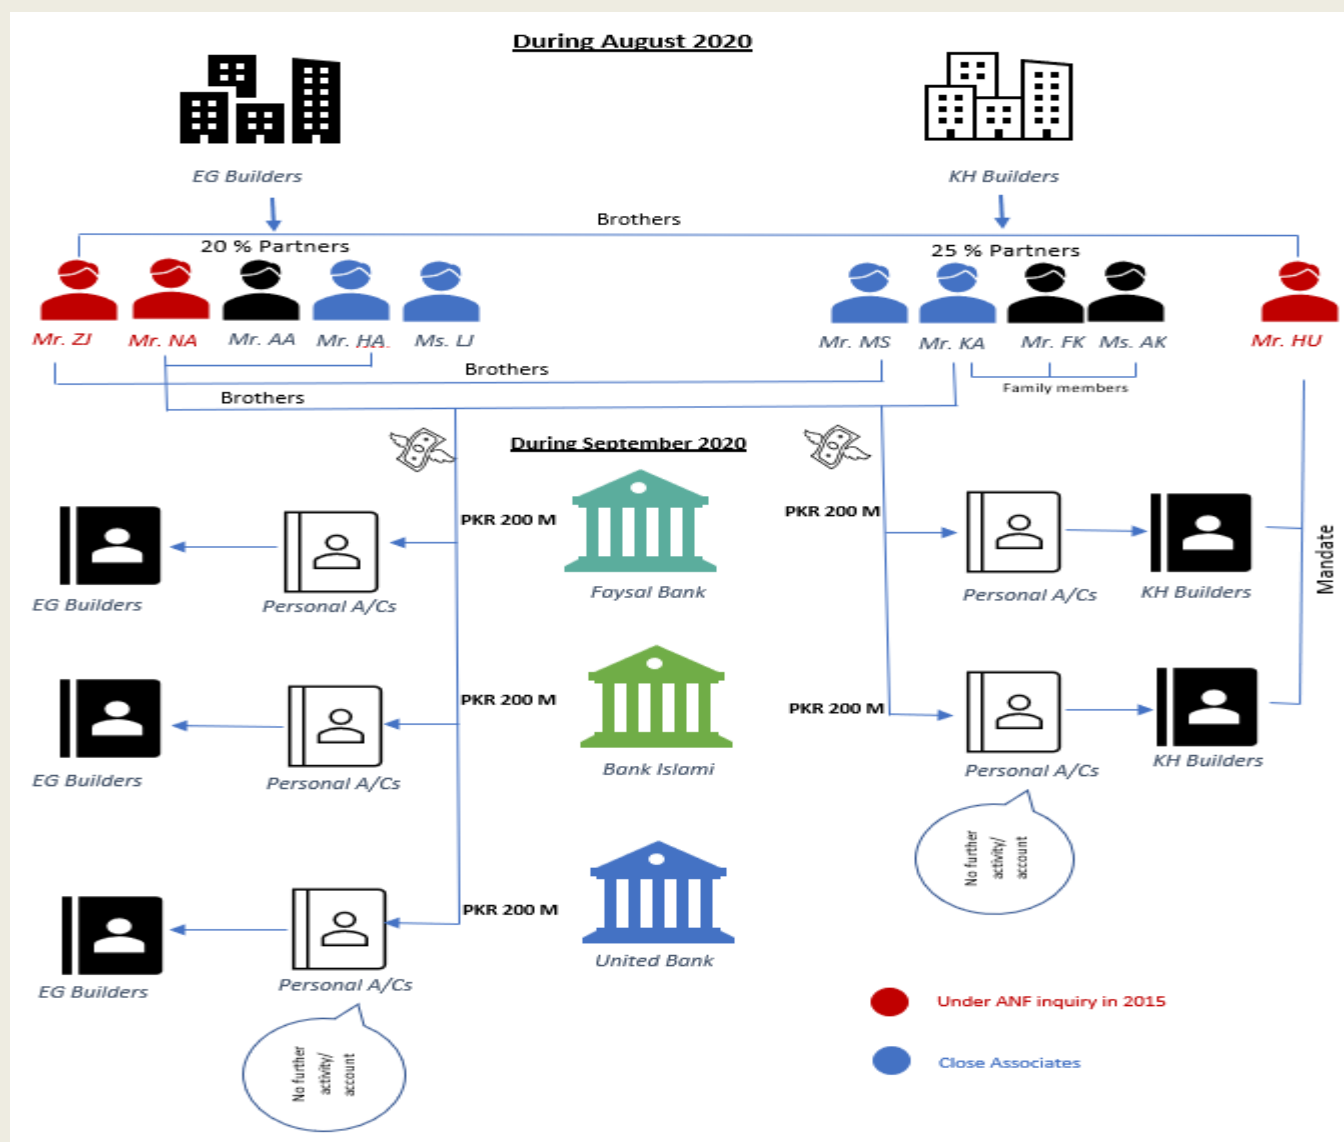 During August 2020
EG Builders
KH Builders
Brothers
20 % Partners
25 % Partners
Mr. ZJ
Mr. NA
Mr. AA
Mr. HA
Ms. LJ
Mr. MS
Mr. KA
Mr. FK
Ms. AK
Mr. HU
Brothers
Family members
Brothers
During September 2020
PKR 200 M
Faysal Bank
PKR 200 M
EG Builders
Personal A/Cs
Personal A/Cs
KH Builders
Mandate
PKR 200 M
Bank Islami
PKR 200 M
EG Builders
Personal A/Cs
Personal A/Cs
KH Builders
No further
activity/
account
PKR 200 M
United Bank
EG Builders
Personal A/Cs
No further
activity/
account
Under ANF inquiry in 2015
Close Associates